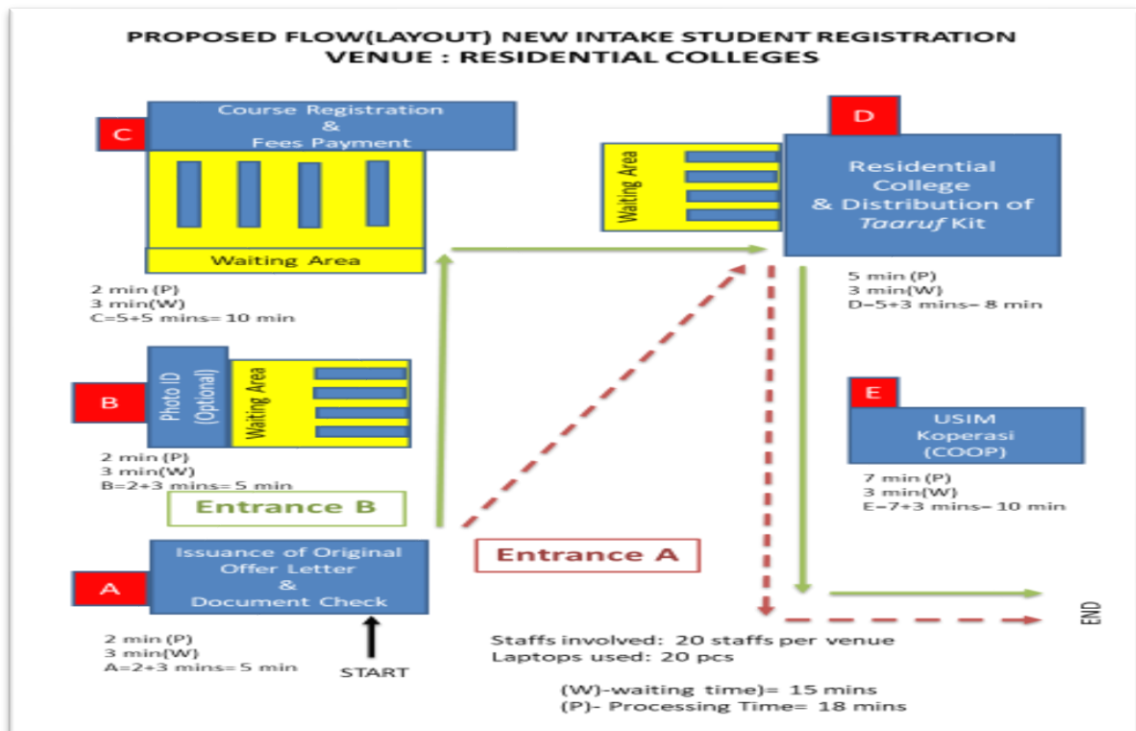 PROPOSED FLOW(LAYOUT) NEW INTAKE STUDENT REGISTRATION
VENUE : RESIDENTIAL COLLEGES
C
Course Registration
&
Fees Payment
Waiting Area
2 min (P)
3 min(W)
C=5+5 mins= 10 min
D
Waiting Area
Residential
College
& Distribution of
Taaruf Kit
5 min (P)
3 min(W)
D=5+3 mins= 8 min
B
Photo ID
(Optional)
Waiting Area
2 min (P)
3 min(W)
B=2+3 mins= 5 min
E
USIM
Koperasi
(COOP)
7 min (P)
3 min(W)
E=7+3 mins= 10 min
Entrance B
Entrance A
A
Issuance of Original
Offer Letter
&
Document Check
2 min (P)
3 min(W)
A=2+3 mins= 5 min
START
END
Staffs involved: 20 staffs per venue
Laptops used: 20 pcs
(W)-waiting time)= 15 mins
(P)- Processing Time= 18 mins